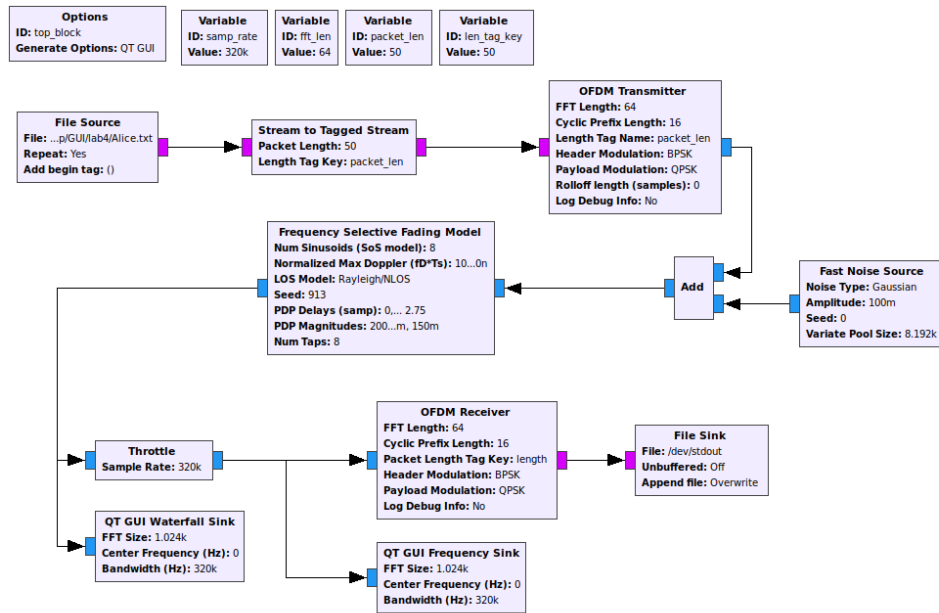 Options
ID: top_block
Generate Options: QT GUI
Variable
ID: samp_rate
Value: 320k
Variable
ID: fft_len
Value: 64
Variable
ID: packet_len
Value: 50
Variable
ID: len_tag_key
Value: 50
File Source
File: ...p/GUI/lab4/Alice.txt
Repeat: Yes
Add begin tag: ()
Stream to Tagged Stream
Packet Length: 50
Length Tag Key: packet_len
OFDM Transmitter
FFT Length: 64
Cyclic Prefix Length: 16
Length Tag Name: packet_len
Header Modulation: BPSK
Payload Modulation: QPSK
Rolloff length (samples): 0
Log Debug Info: No
Frequency Selective Fading Model
Num Sinusoids (SoS model): 8
Normalized Max Doppler (fD*Ts): 10...0n
LOS Model: Rayleigh/NLOS
Seed: 913
PDP Delays (samp): 0,... 2.75
PDP Magnitudes: 200...m, 150m
Num Taps: 8
Add
Fast Noise Source
Noise Type: Gaussian
Amplitude: 100m
Seed: 0
Variate Pool Size: 8.192k
Throttle
Sample Rate: 320k
OFDM Receiver
FFT Length: 64
Cyclic Prefix Length: 16
Packet Length Tag Key: length
Header Modulation: BPSK
Payload Modulation: QPSK
Log Debug Info: No
File Sink
File: /dev/stdout
Unbuffered: Off
Append file: Overwrite
QT GUI Waterfall Sink
FFT Size: 1.024k
Center Frequency (Hz): 0
Bandwidth (Hz): 320k
QT GUI Frequency Sink
FFT Size: 1.024k
Center Frequency (Hz): 0
Bandwidth (Hz): 320k